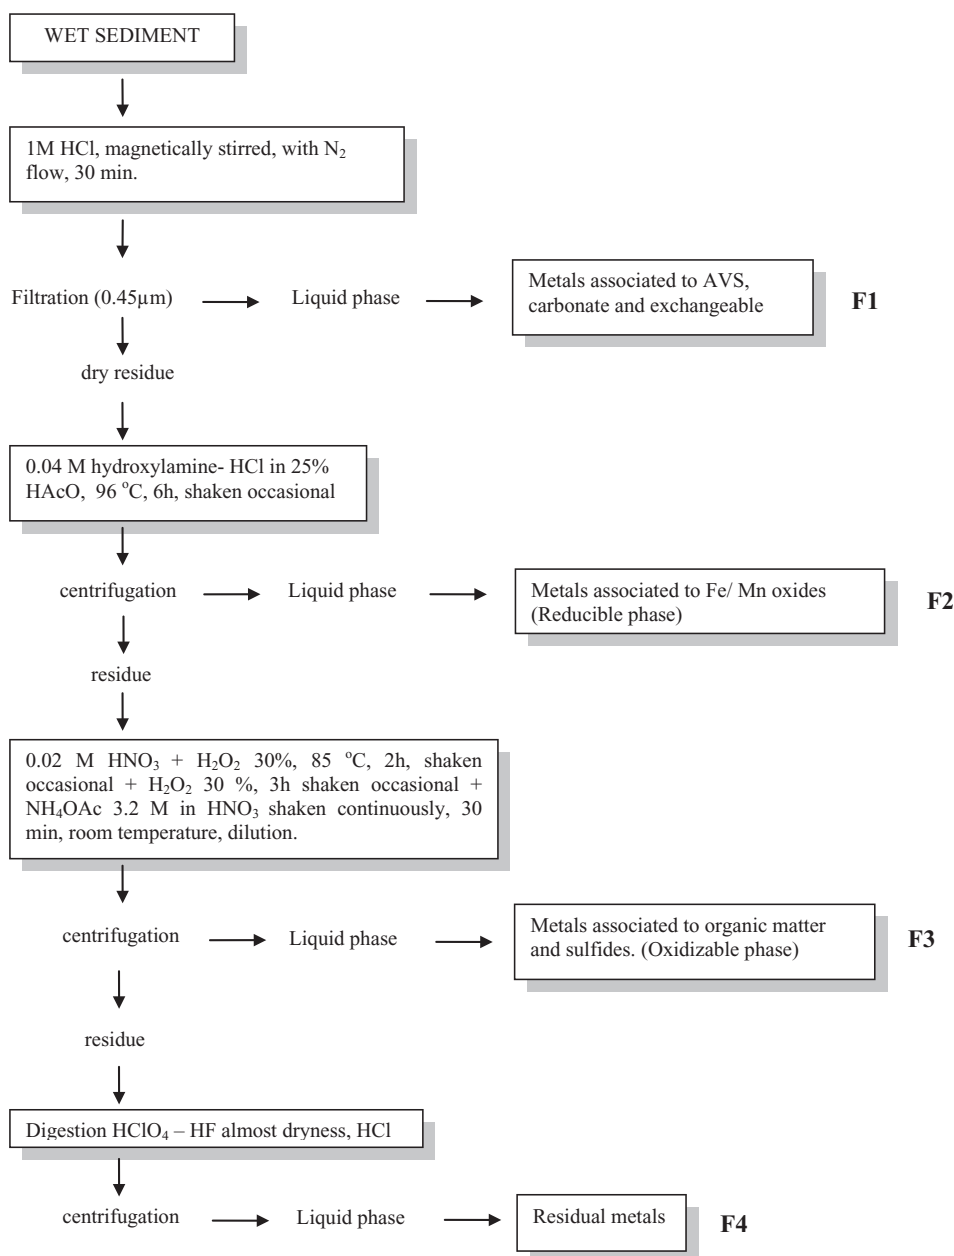 WET SEDIMENT
1M HCl, magnetically stirred, with N₂
flow, 30 min.
Filtration (0.45µm)
Liquid phase
Metals associated to AVS,
carbonate and exchangeable
F1
dry residue
0.04 M hydroxylamine- HCl in 25%
HAcO, 96 °C, 6h, shaken occasional
centrifugation
Liquid phase
Metals associated to Fe/ Mn oxides
(Reducible phase)
F2
residue
0.02 M HNO₃ + H₂O₂ 30%, 85 °C, 2h, shaken
occasional + H₂O₂ 30 %, 3h shaken occasional +
NH₄OAc 3.2 M in HNO₃ shaken continuously, 30
min, room temperature, dilution.
centrifugation
Liquid phase
Metals associated to organic matter
and sulfides. (Oxidizable phase)
F3
residue
Digestion HClO₄ – HF almost dryness, HCl
centrifugation
Liquid phase
Residual metals
F4